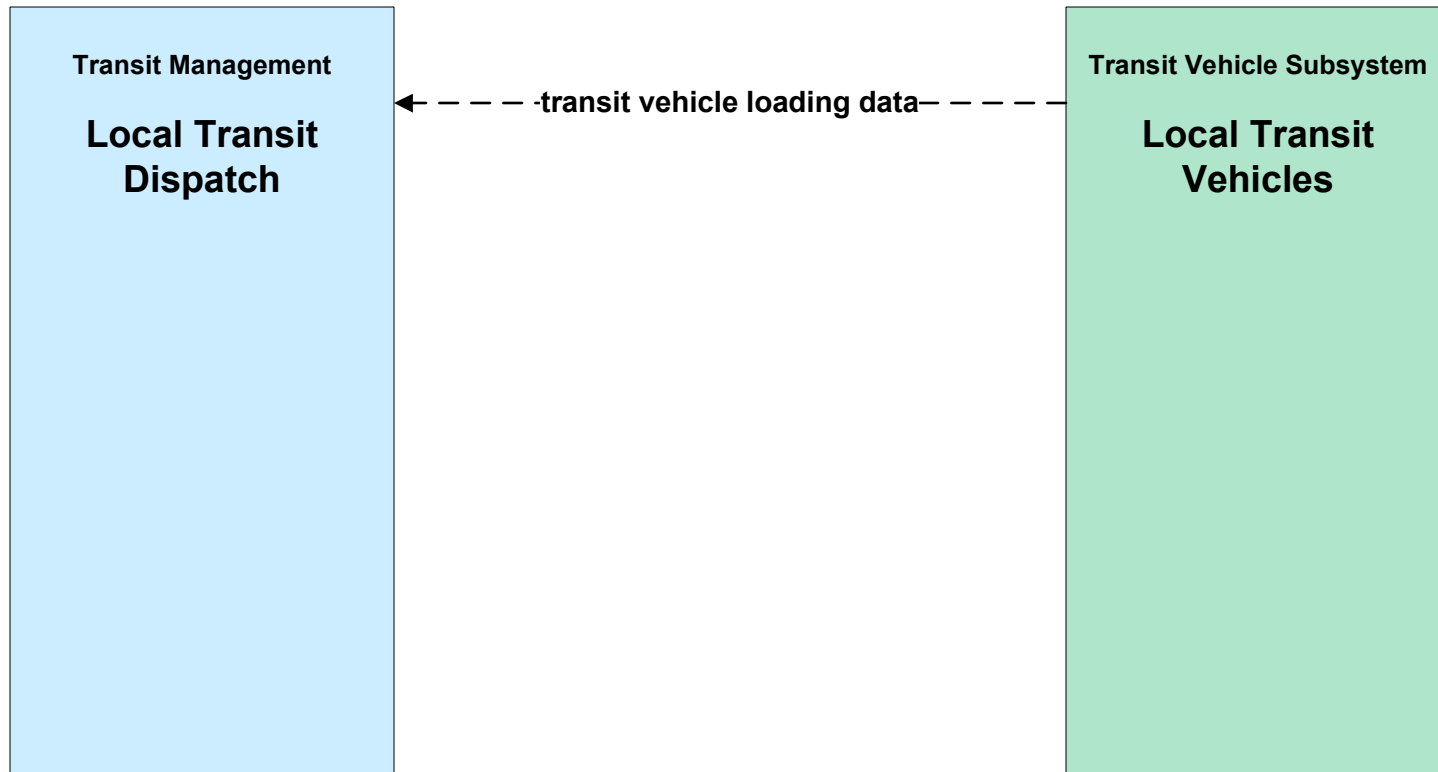 Transit Management
Local Transit
Dispatch
transit vehicle loading data
Transit Vehicle Subsystem
Local Transit
Vehicles